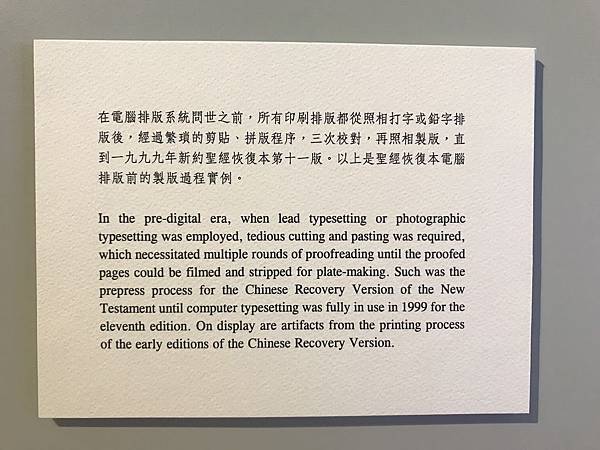 在電腦排版系統問世之前，所有印刷排版都從照相打字或鉛字排
版後，經過繁瑣的剪貼、拼版程序，三次校對，再照相製版，直
到一九九九年新約聖經恢復本第十一版。以上是聖經恢復本電腦
排版前的製版過程實例。
In the pre-digital era, when lead typesetting or photographic
typesetting was employed, tedious cutting and pasting was required,
which necessitated multiple rounds of proofreading until the proofed
pages could be filmed and stripped for plate-making. Such was the
prepress process for the Chinese Recovery Version of the New
Testament until computer typesetting was fully in use in 1999 for the
eleventh edition. On display are artifacts from the printing process
of the early editions of the Chinese Recovery Version.